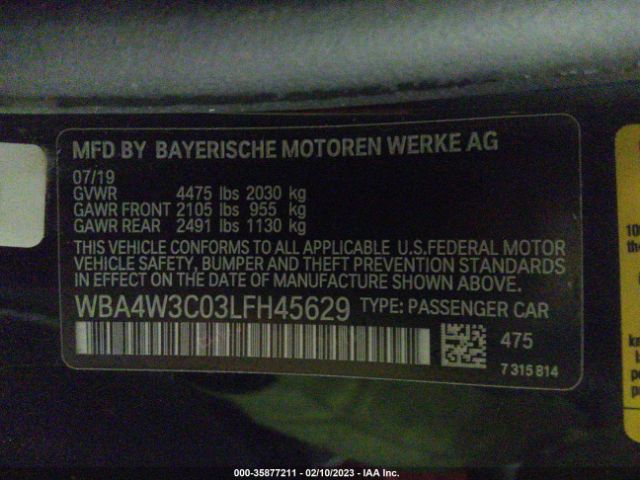 MFD BY BAYERISCHE MOTOREN WERKE AG
07/19
GVWR 4475 lbs 2030 kg
GAWR FRONT 2105 lbs 955 kg
GAWR REAR 2491 lbs 1130 kg
THIS VEHICLE CONFORMS TO ALL APPLICABLE U.S.FEDERAL MOTOR
VEHICLE SAFETY, BUMPER AND THEFT PREVENTION STANDARDS
IN EFFECT ON THE DATE OF MANUFACTURE SHOWN ABOVE.
WBA4W3C03LFH45629 TYPE: PASSENGER CAR
475
7 315 814
000-35877211 - 02/10/2023 - IAA Inc.